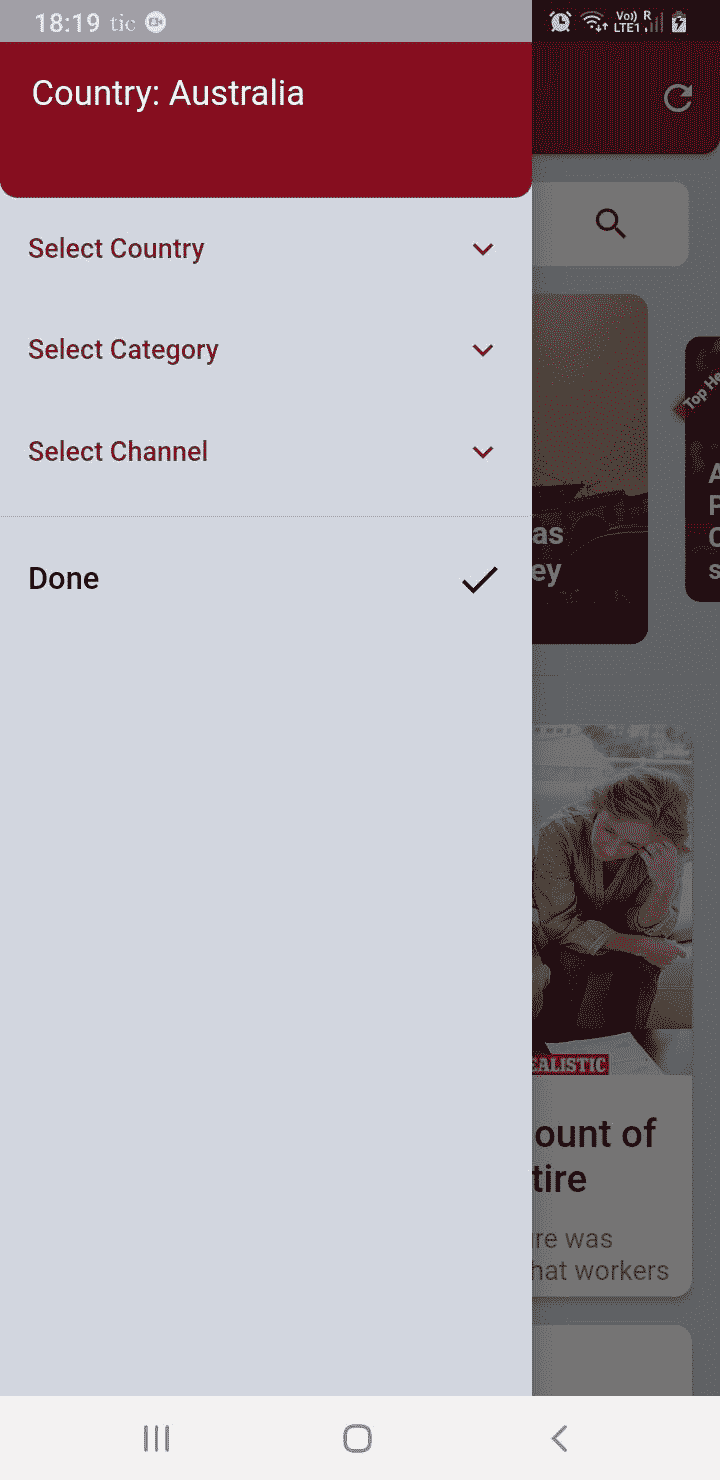 18:19 tic
Vo)) R
LTE1
Country: Australia
Select Country
Select Category
Select Channel
Done
Top He
as
ey
A
P
C
s
EALISTIC
ount of
tire
re was
hat workers